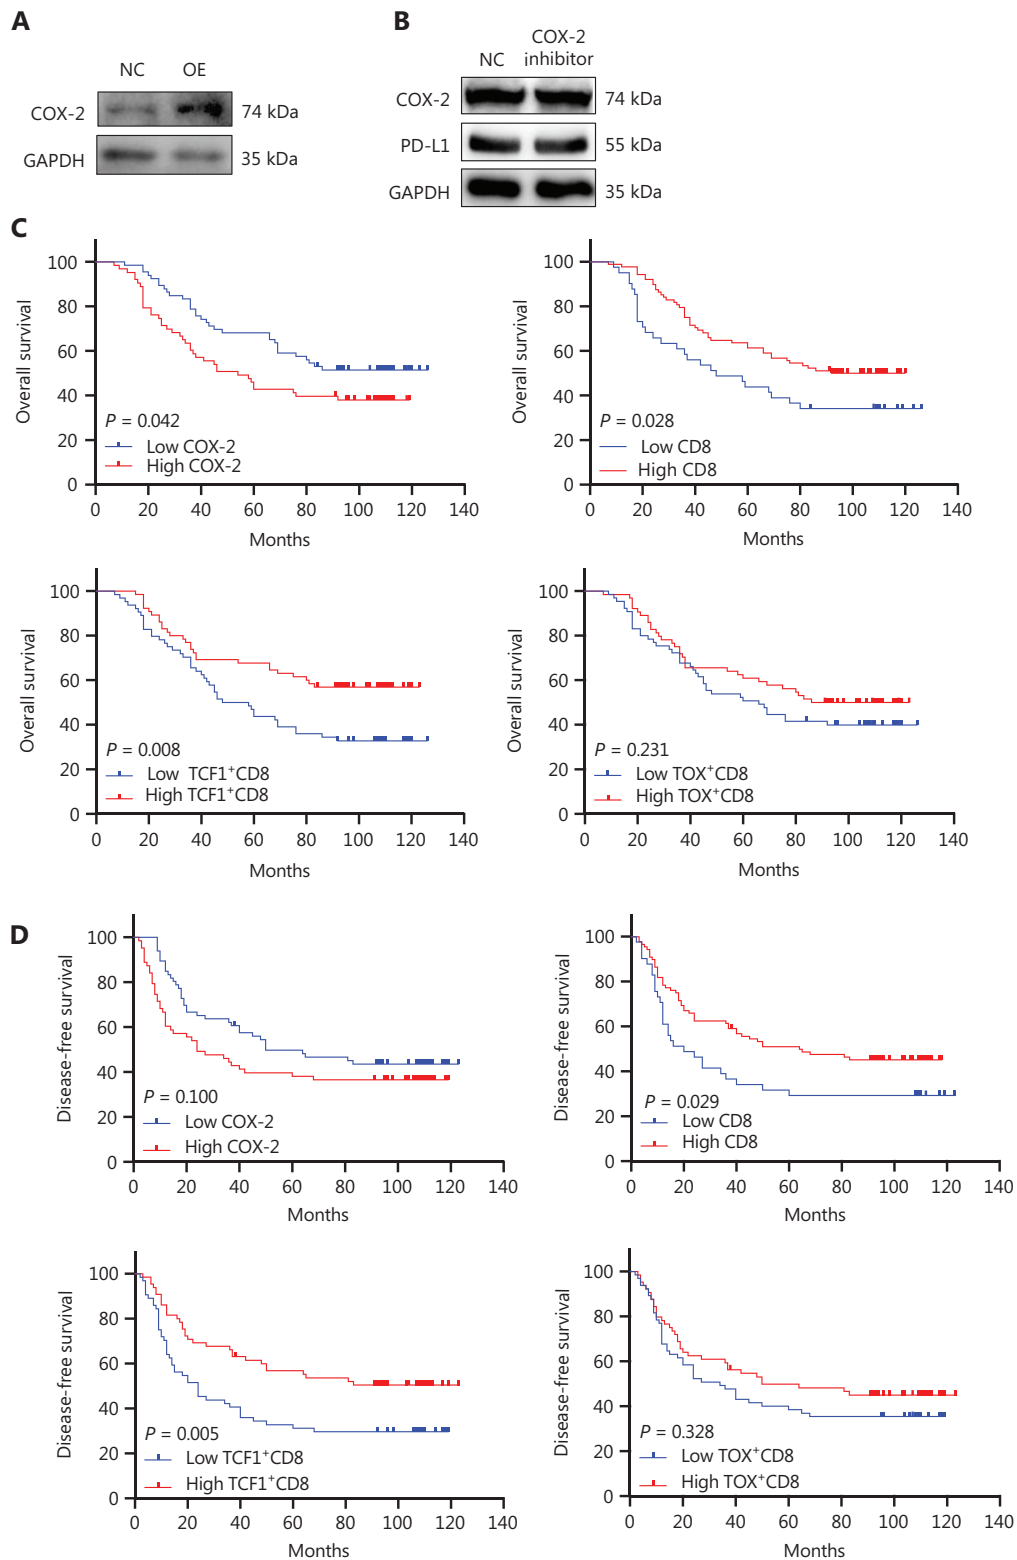 A
NC OE
COX-2 74 kDa
GAPDH 35 kDa
B
NC COX-2 inhibitor
COX-2 74 kDa
PD-L1 55 kDa
GAPDH 35 kDa
C
Overall survival
100
80
60
40
20
0
P = 0.042
Low COX-2
High COX-2
0 20 40 60 80 100 120 140
Months
Overall survival
100
80
60
40
20
0
P = 0.028
Low CD8
High CD8
0 20 40 60 80 100 120 140
Months
Overall survival
100
80
60
40
20
0
P = 0.008
Low TCF1⁺CD8
High TCF1⁺CD8
0 20 40 60 80 100 120 140
Months
Overall survival
100
80
60
40
20
0
P = 0.231
Low TOX⁺CD8
High TOX⁺CD8
0 20 40 60 80 100 120 140
Months
D
Disease-free survival
100
80
60
40
20
0
P = 0.100
Low COX-2
High COX-2
0 20 40 60 80 100 120 140
Months
Disease-free survival
100
80
60
40
20
0
P = 0.029
Low CD8
High CD8
0 20 40 60 80 100 120 140
Months
Disease-free survival
100
80
60
40
20
0
P = 0.005
Low TCF1⁺CD8
High TCF1⁺CD8
0 20 40 60 80 100 120 140
Months
Disease-free survival
100
80
60
40
20
0
P = 0.328
Low TOX⁺CD8
High TOX⁺CD8
0 20 40 60 80 100 120 140
Months